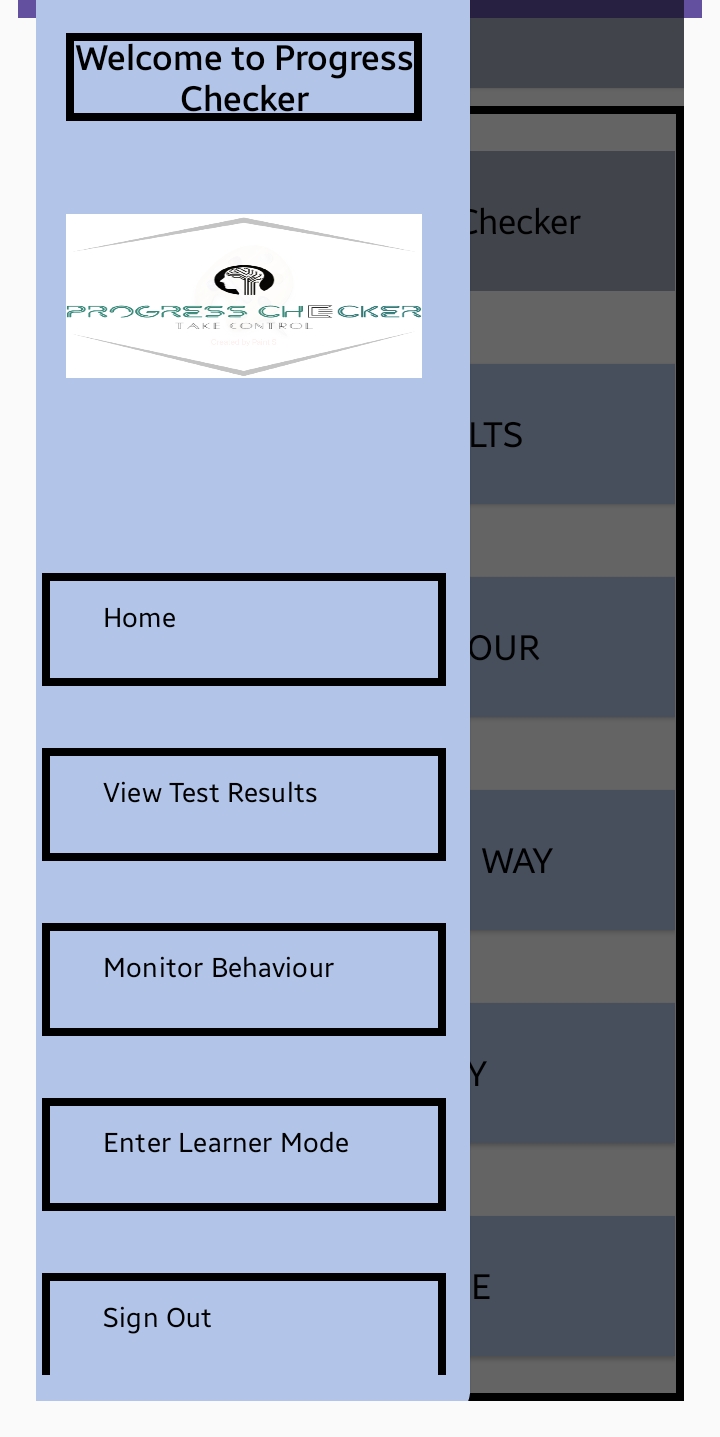 Welcome to Progress
Checker
PROGRESS CHECKER
TAKE CONTROL
Home
View Test Results
Monitor Behaviour
Enter Learner Mode
Sign Out
Checker
LTS
OUR
WAY
Y
E